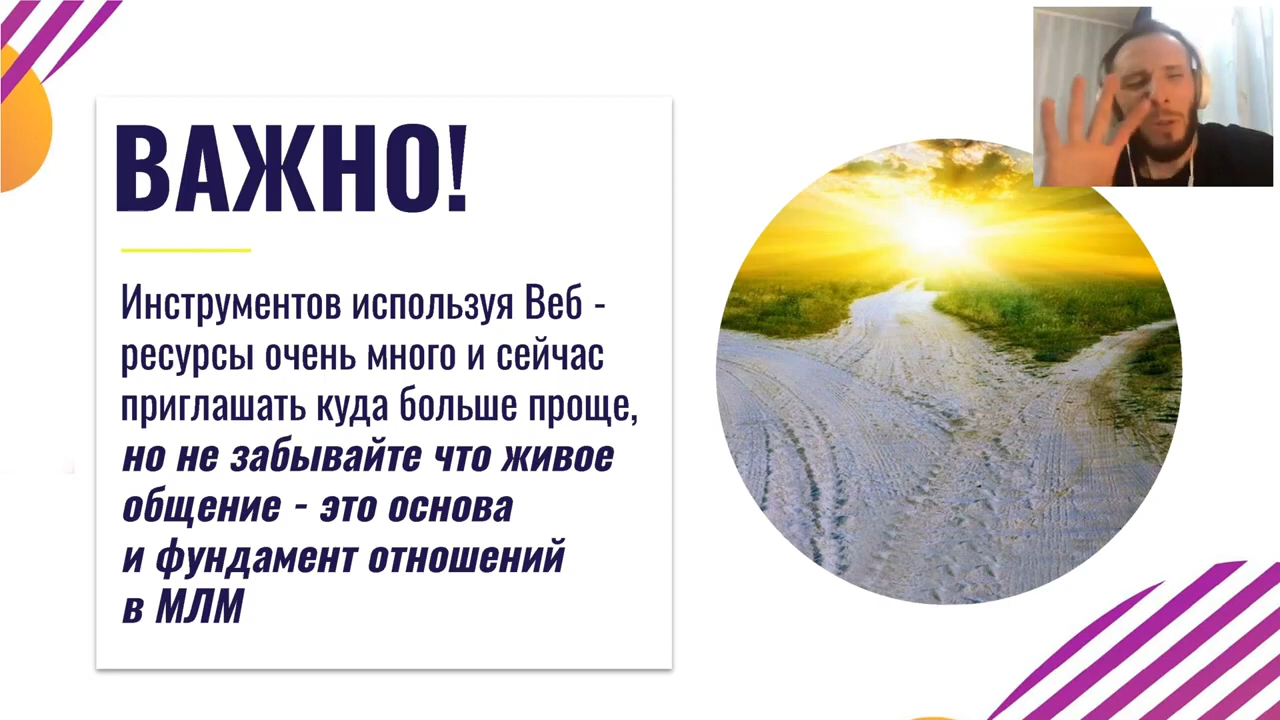 ВАЖНО!
Инструментов используя Веб -
ресурсы очень много и сейчас
приглашать куда больше проще,
но не забывайте что живое
общение - это основа
и фундамент отношений
в МЛМ